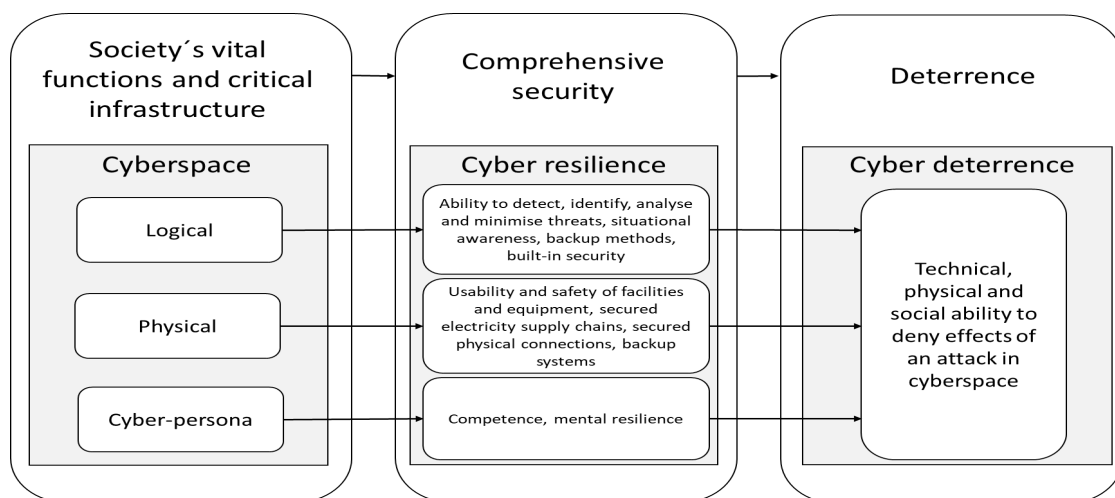 Society´s vital
functions and critical
infrastructure
Cyberspace
Logical
Physical
Cyber-persona
Comprehensive
security
Cyber resilience
Ability to detect, identify, analyse
and minimise threats, situational
awareness, backup methods,
built-in security
Usability and safety of facilities
and equipment, secured
electricity supply chains, secured
physical connections, backup
systems
Competence, mental resilience
Deterrence
Cyber deterrence
Technical,
physical and
social ability to
deny effects of
an attack in
cyberspace